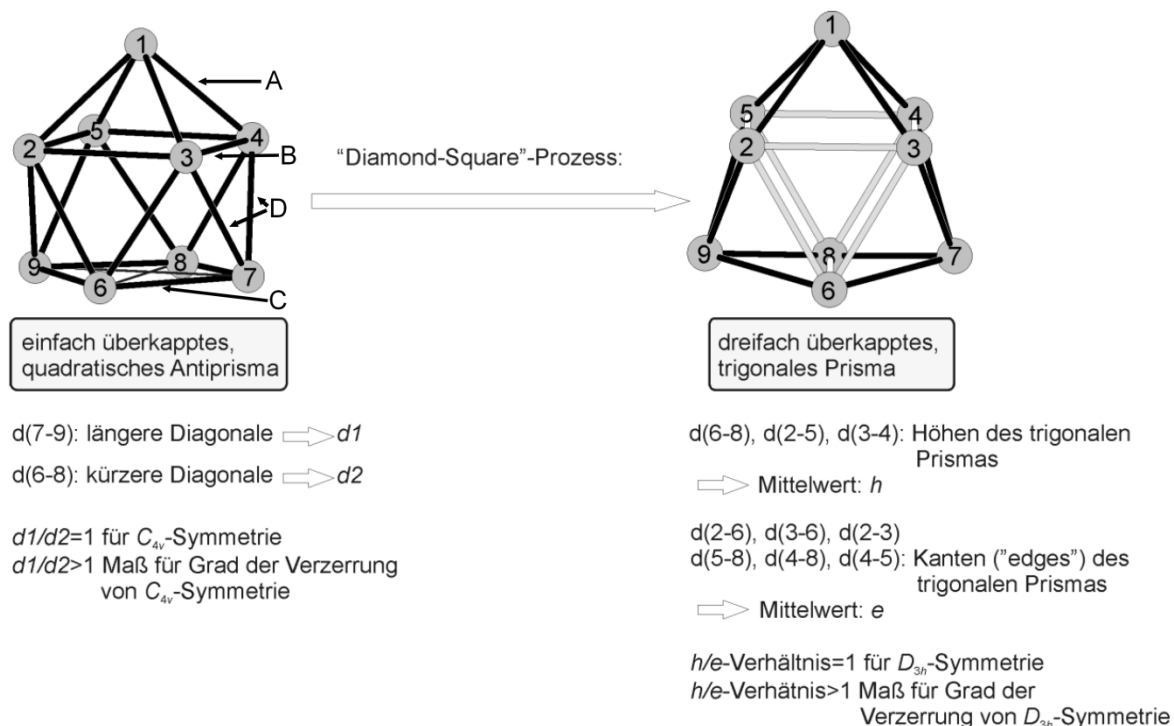 1
A
5
4
2
3
B
D
9
8
7
6
C
"Diamond-Square"-Prozess:
1
5
4
2
3
9
8
7
6
einfach überkapptes,
quadratisches Antiprisma
d(7-9): längere Diagonale d1
d(6-8): kürzere Diagonale d2
d1/d2=1 für C4v-Symmetrie
d1/d2>1 Maß für Grad der Verzerrung
von C4v-Symmetrie
dreifach überkapptes,
trigonales Prisma
d(6-8), d(2-5), d(3-4): Höhen des trigonalen
Prismas
Mittelwert: h
d(2-6), d(3-6), d(2-3)
d(5-8), d(4-8), d(4-5): Kanten ("edges") des
trigonalen Prismas
Mittelwert: e
h/e-Verhältnis=1 für D3h-Symmetrie
h/e-Verhätnis>1 Maß für Grad der
Verzerrung von D3h-Symmetrie